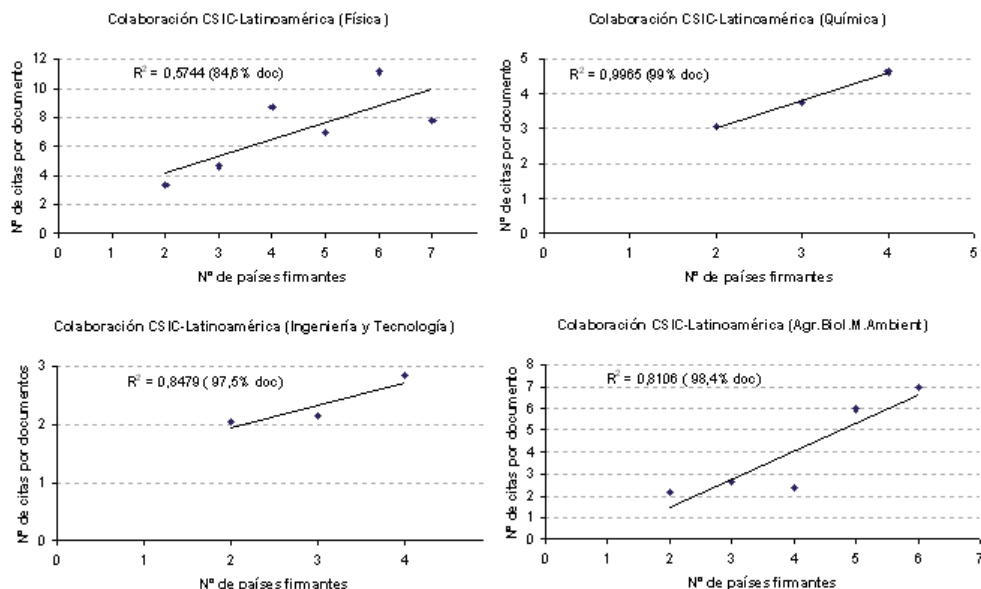 Colaboración CSIC-Latinoamérica (Física)
Nº de citas por documento
R² = 0,5744 (84,6% doc)
12
10
8
6
4
2
0
0 1 2 3 4 5 6 7
Nº de países firmantes
Colaboración CSIC-Latinoamérica (Química)
Nº de citas por documento
R² = 0,9965 (99% doc)
5
4
3
2
1
0
0 1 2 3 4 5
Nº de países firmantes
Colaboración CSIC-Latinoamérica (Ingeniería y Tecnología)
Nº de citas por documentos
R² = 0,8479 ( 97,5% doc)
3
2
1
0
0 1 2 3 4
Nº de países firmantes
Colaboración CSIC-Latinoamérica (Agr.Biol.M.Ambient)
Nº de citas por documento
R² = 0,8106 ( 98,4% doc)
8
7
6
5
4
3
2
1
0
0 1 2 3 4 5 6 7
Nº de países firmantes